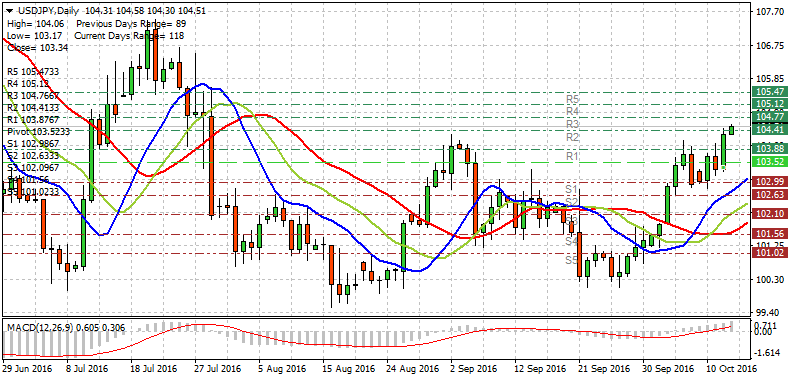 USDJPY,Daily 104.31 104.58 104.30 104.51
High= 104.06 Previous Days Range= 89
Low= 103.17 Current Days Range= 118
Close= 103.34
R5 105.4733
R4 105.12
R3 104.7667
R2 104.4133
R1 103.8767
Pivot 103.5233
S1 102.9867
S2 102.6333
S5 101.0233
R5
R4
R3
R2
R1
S1
S2
S4
S5
107.70
106.75
105.85
105.47
105.12
104.77
104.41
103.88
103.52
102.99
102.63
102.10
101.56
101.25
101.02
100.30
99.40
MACD(12,26,9) 0.605 0.306
0.711
0.00
-1.614
29 Jun 2016 8 Jul 2016 18 Jul 2016 27 Jul 2016 5 Aug 2016 15 Aug 2016 24 Aug 2016 2 Sep 2016 12 Sep 2016 21 Sep 2016 30 Sep 2016 10 Oct 2016